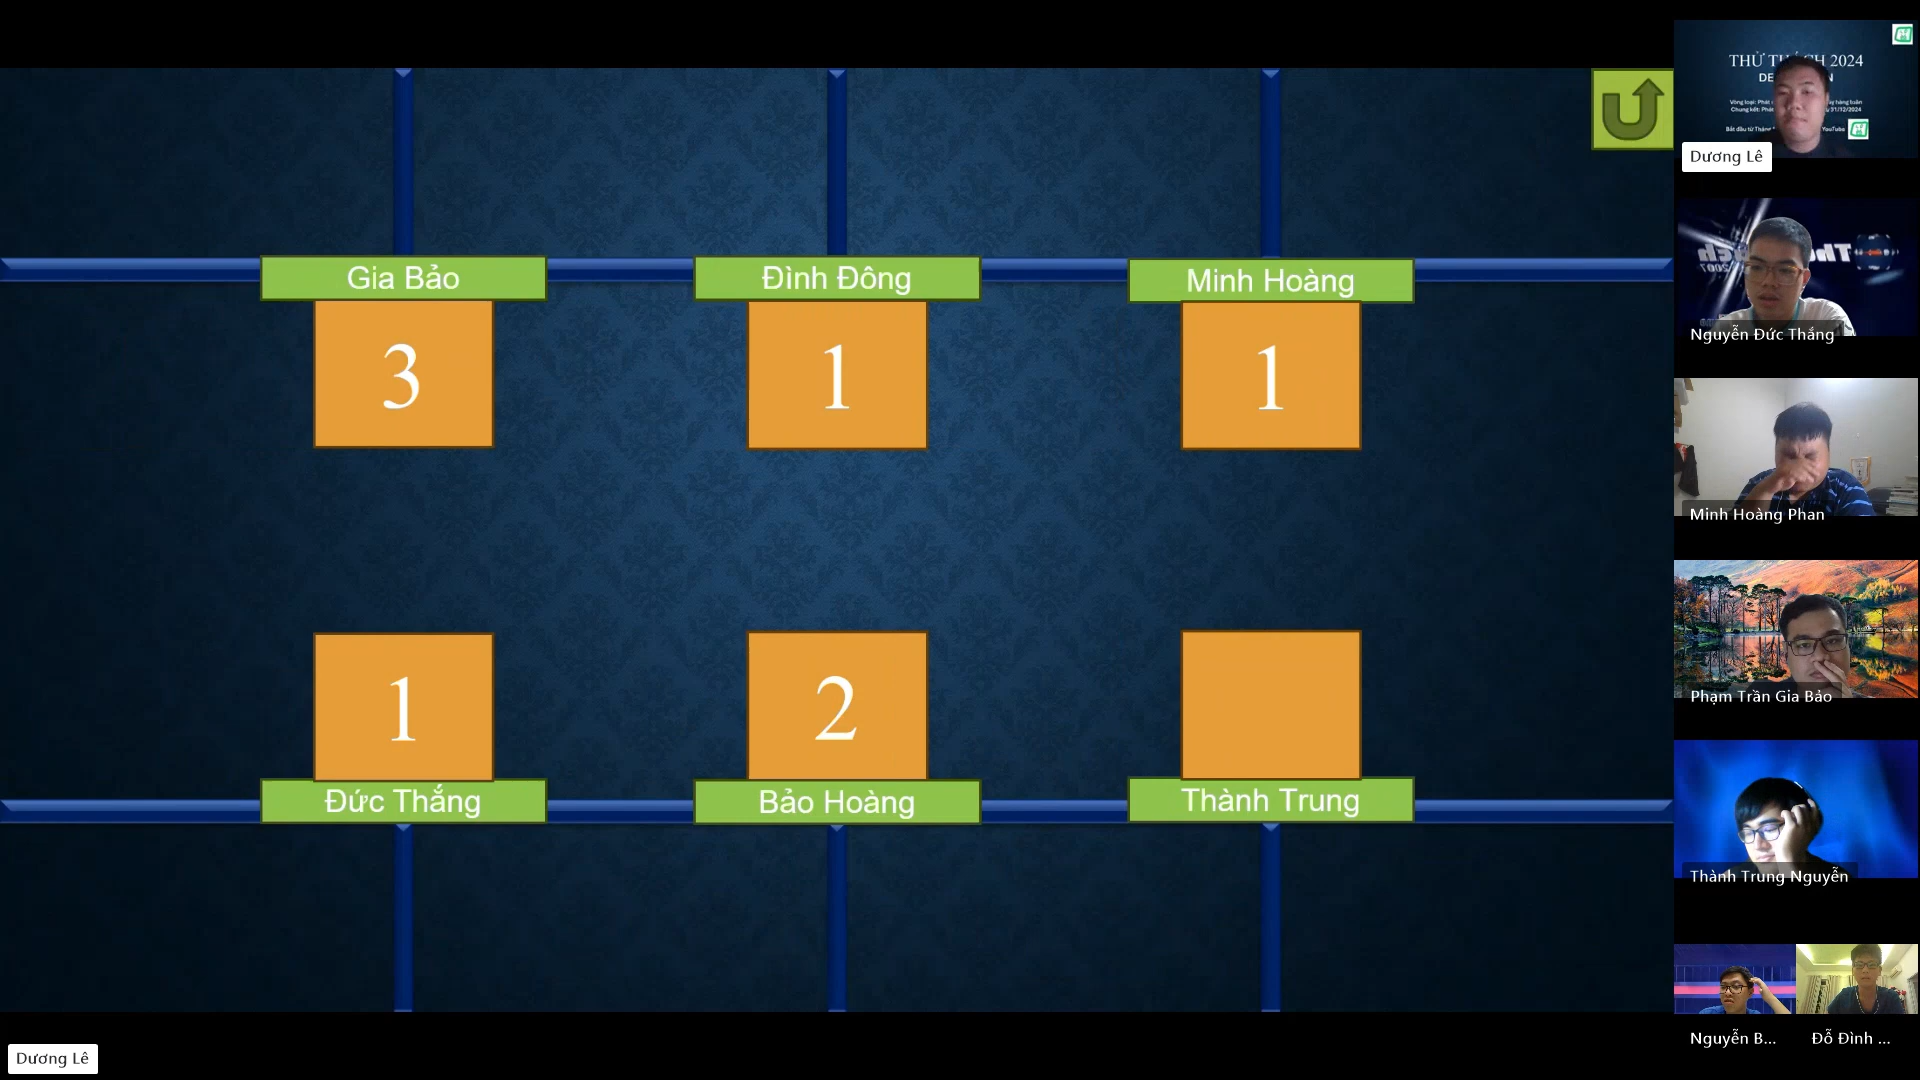 Gia Bảo
Đình Đông
Minh Hoàng
3
1
1
1
2
Đức Thắng
Bảo Hoàng
Thành Trung
Dương Lê
Dương Lê
Nguyễn Đức Thắng
Minh Hoàng Phan
Phạm Trần Gia Bảo
Thành Trung Nguyễn
Nguyễn B...
Đỗ Đình ...